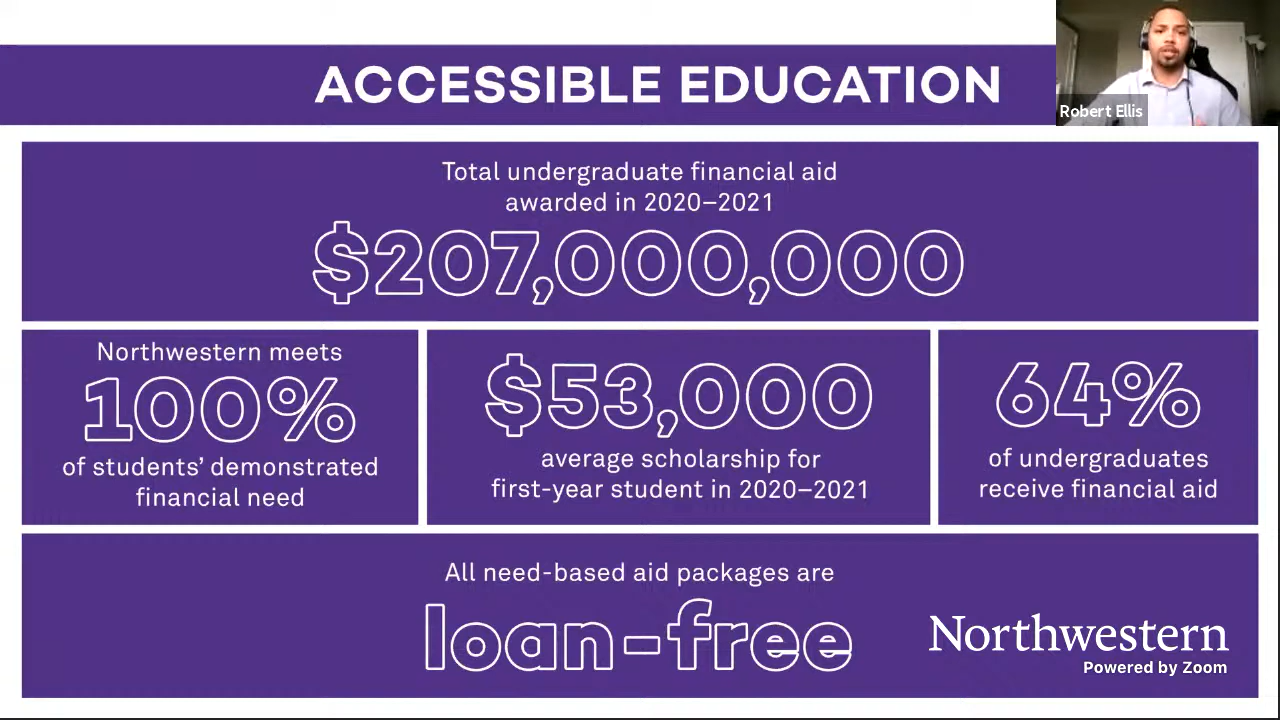 ACCESSIBLE EDUCATION
Robert Ellis
Total undergraduate financial aid
awarded in 2020–2021
$207,000,000
Northwestern meets
100%
of students’ demonstrated
financial need
$53,000
average scholarship for
first-year student in 2020–2021
64%
of undergraduates
receive financial aid
All need-based aid packages are
loan-free
Northwestern
Powered by Zoom